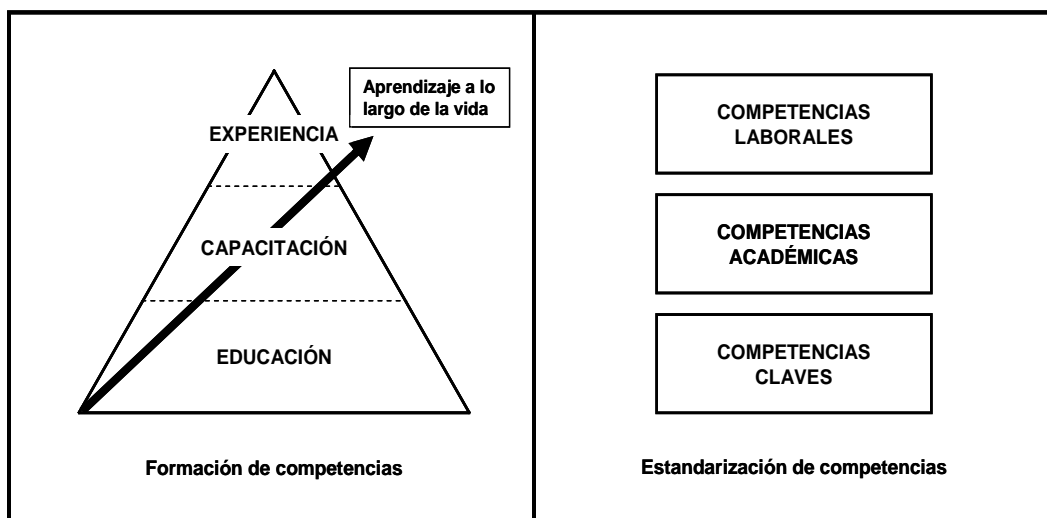 Aprendizaje a lo
largo de la vida
EXPERIENCIA
CAPACITACIÓN
EDUCACIÓN
Formación de competencias
COMPETENCIAS
LABORALES
COMPETENCIAS
ACADÉMICAS
COMPETENCIAS
CLAVES
Estandarización de competencias